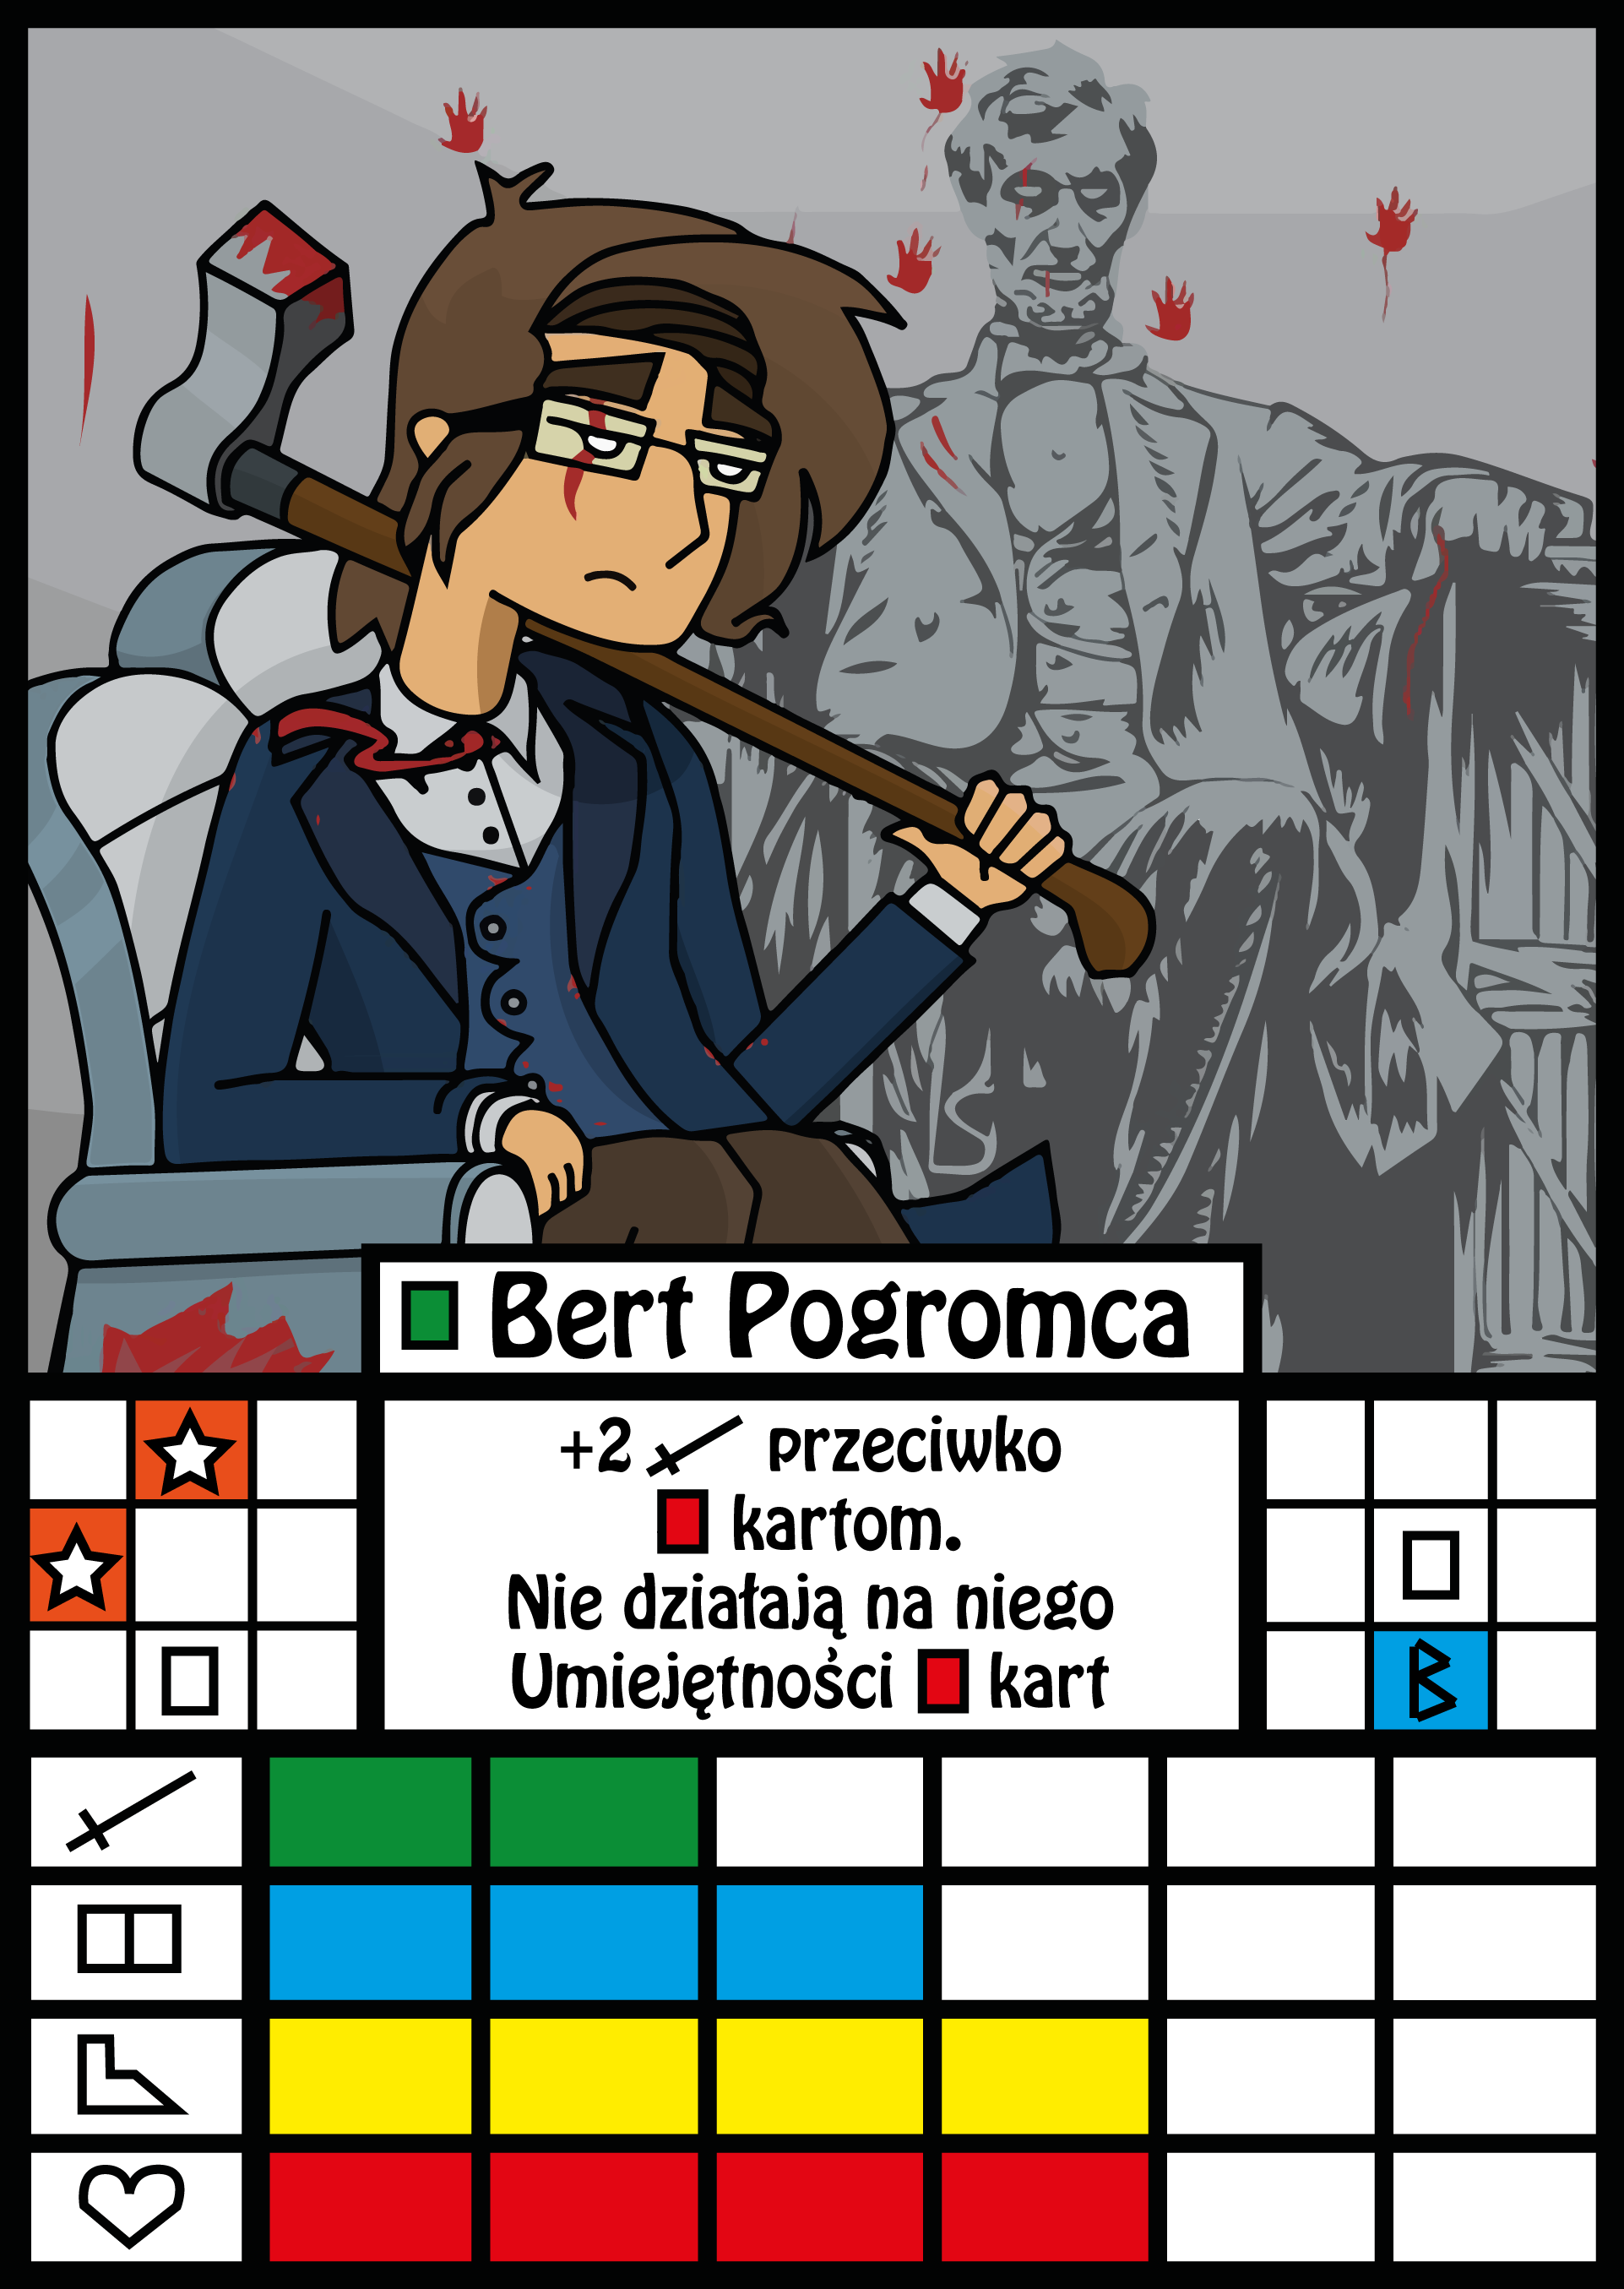 Bert Pogromca
+2 przeciwko
kartom.
Nie działają na niego
Umiejętności kart
B